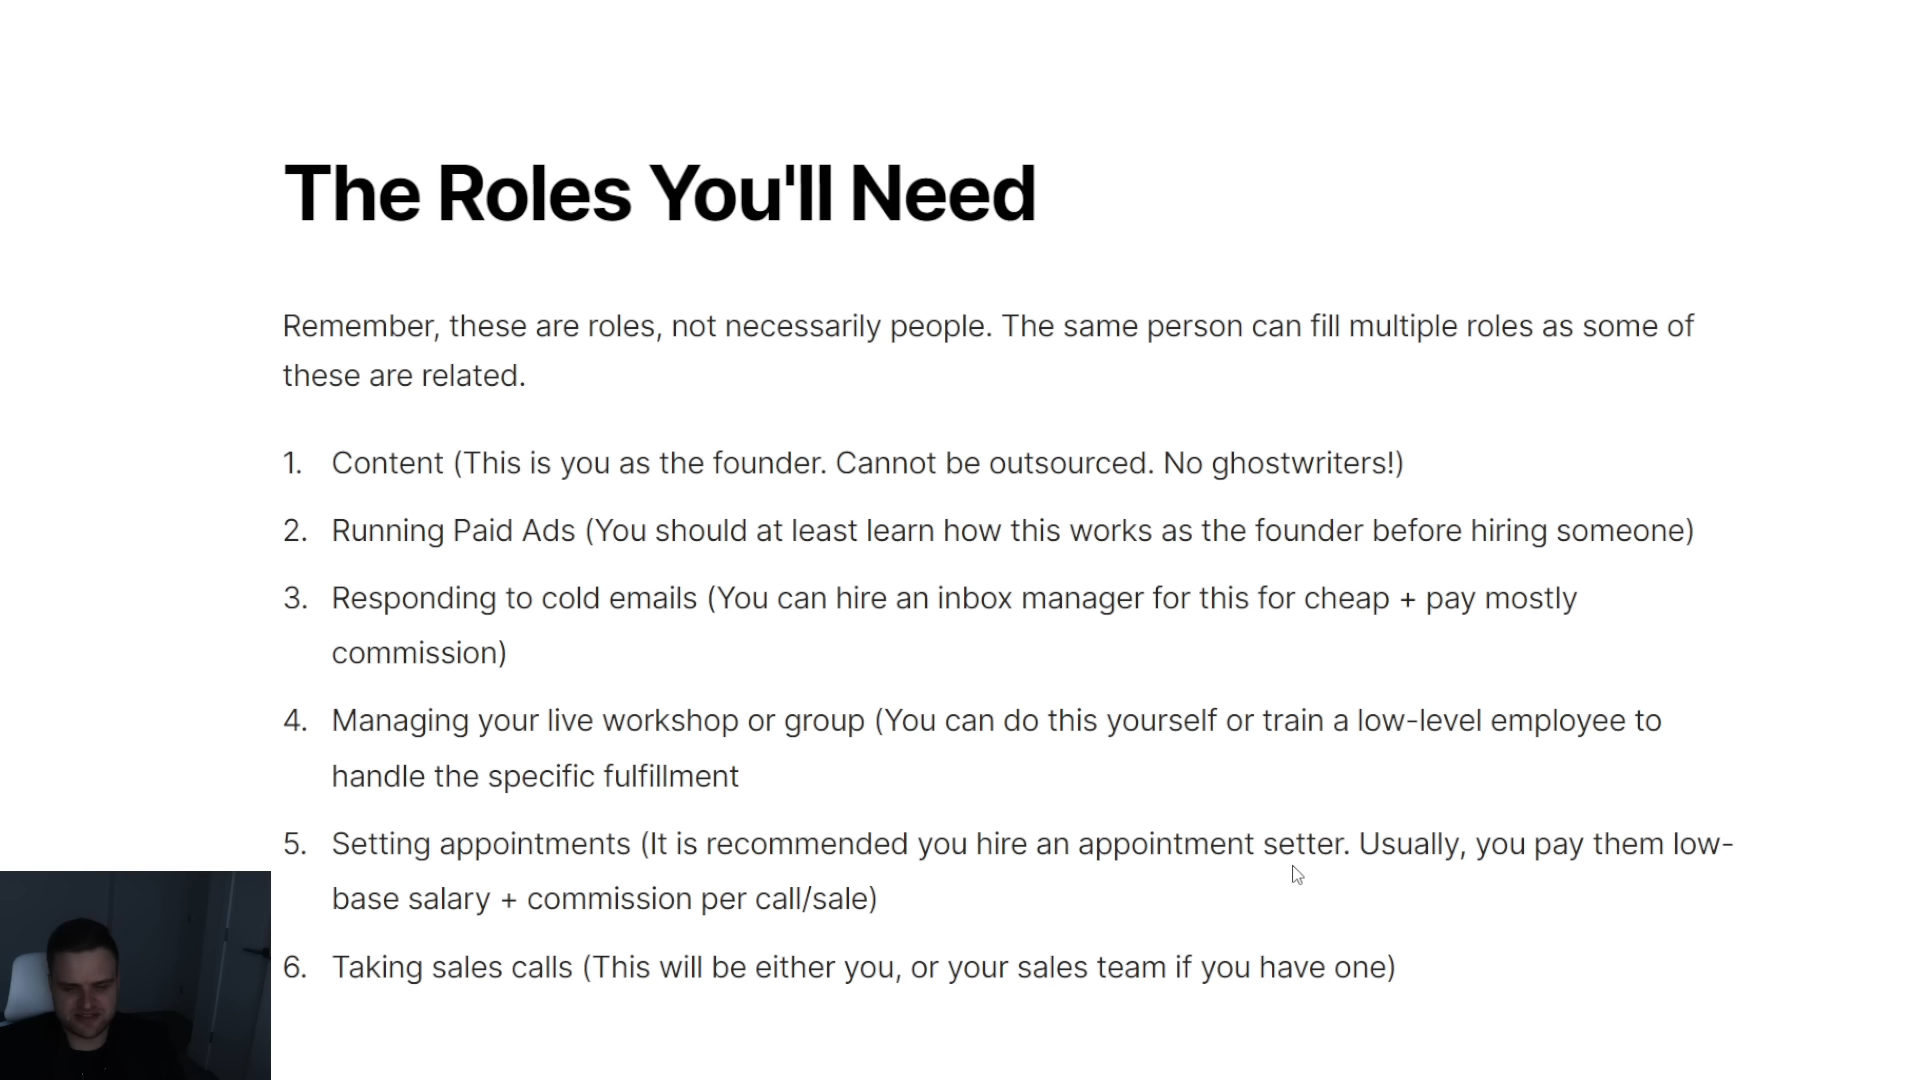 The Roles You'll Need
Remember, these are roles, not necessarily people. The same person can fill multiple roles as some of
these are related.
1. Content (This is you as the founder. Cannot be outsourced. No ghostwriters!)
2. Running Paid Ads (You should at least learn how this works as the founder before hiring someone)
3. Responding to cold emails (You can hire an inbox manager for this for cheap + pay mostly
commission)
4. Managing your live workshop or group (You can do this yourself or train a low-level employee to
handle the specific fulfillment
5. Setting appointments (It is recommended you hire an appointment setter. Usually, you pay them low-
base salary + commission per call/sale)
6. Taking sales calls (This will be either you, or your sales team if you have one)